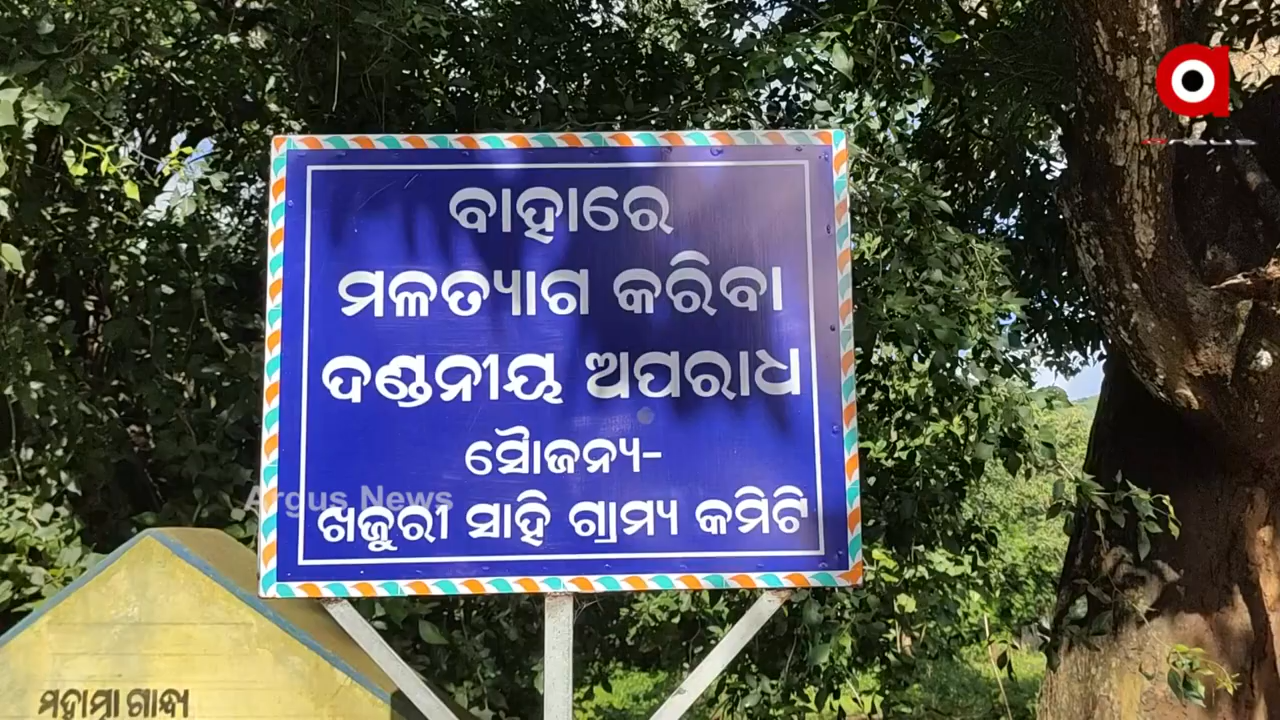 ବାହାରେ
ମଳତ୍ୟାଗ କରିବା
ଦଣ୍ଡନୀୟ ଅପରାଧ
ସୌଜନ୍ୟ-
ଖଜୁରୀ ସାହି ଗ୍ରାମ୍ୟ କମିଟି
Argus News
ମହାତ୍ମା ଗାନ୍ଧୀ